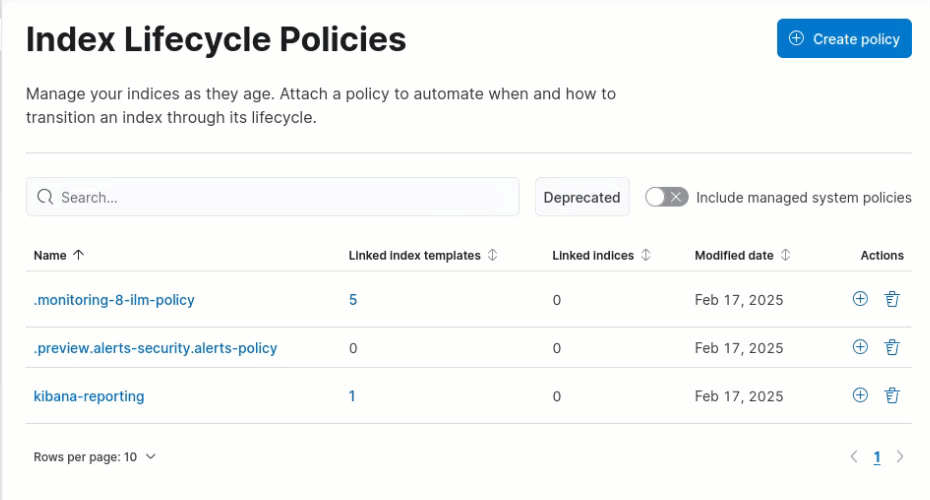 Index Lifecycle Policies
Create policy
Manage your indices as they age. Attach a policy to automate when and how to
transition an index through its lifecycle.
Search...
Deprecated
Include managed system policies
Name Linked index templates Linked indices Modified date Actions
.monitoring-8-ilm-policy 5 0 Feb 17, 2025
.preview.alerts-security.alerts-policy 0 0 Feb 17, 2025
kibana-reporting 1 0 Feb 17, 2025
Rows per page: 10
1